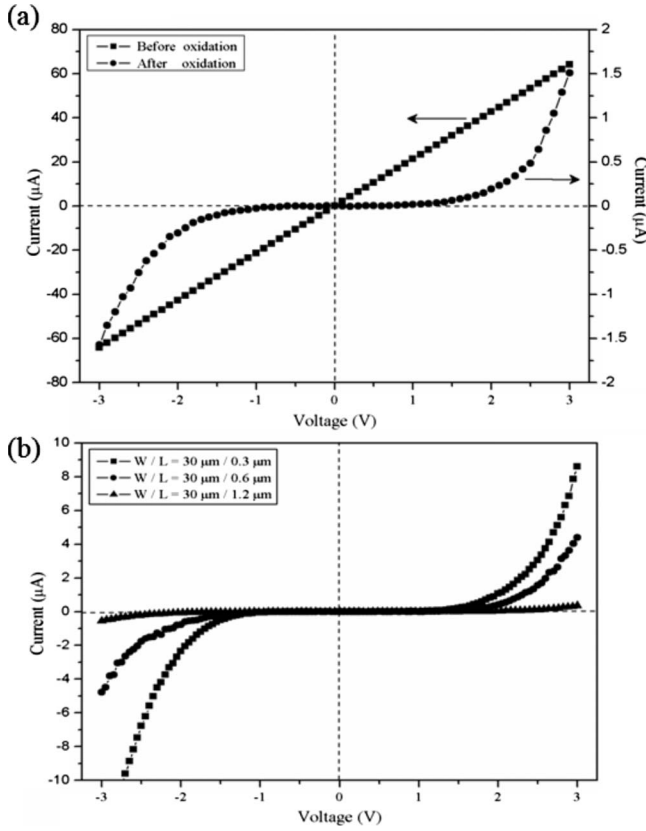 (a)
Before oxidation
After oxidation
80
60
40
20
0
-20
-40
-60
-80
2
1.5
1
0.5
0
-0.5
-1
-1.5
-2
Current (μA)
Current (μA)
-3 -2 -1 0 1 2 3
Voltage (V)
(b)
W / L = 30 μm / 0.3 μm
W / L = 30 μm / 0.6 μm
W / L = 30 μm / 1.2 μm
10
8
6
4
2
0
-2
-4
-6
-8
-10
Current (μA)
-3 -2 -1 0 1 2 3
Voltage (V)